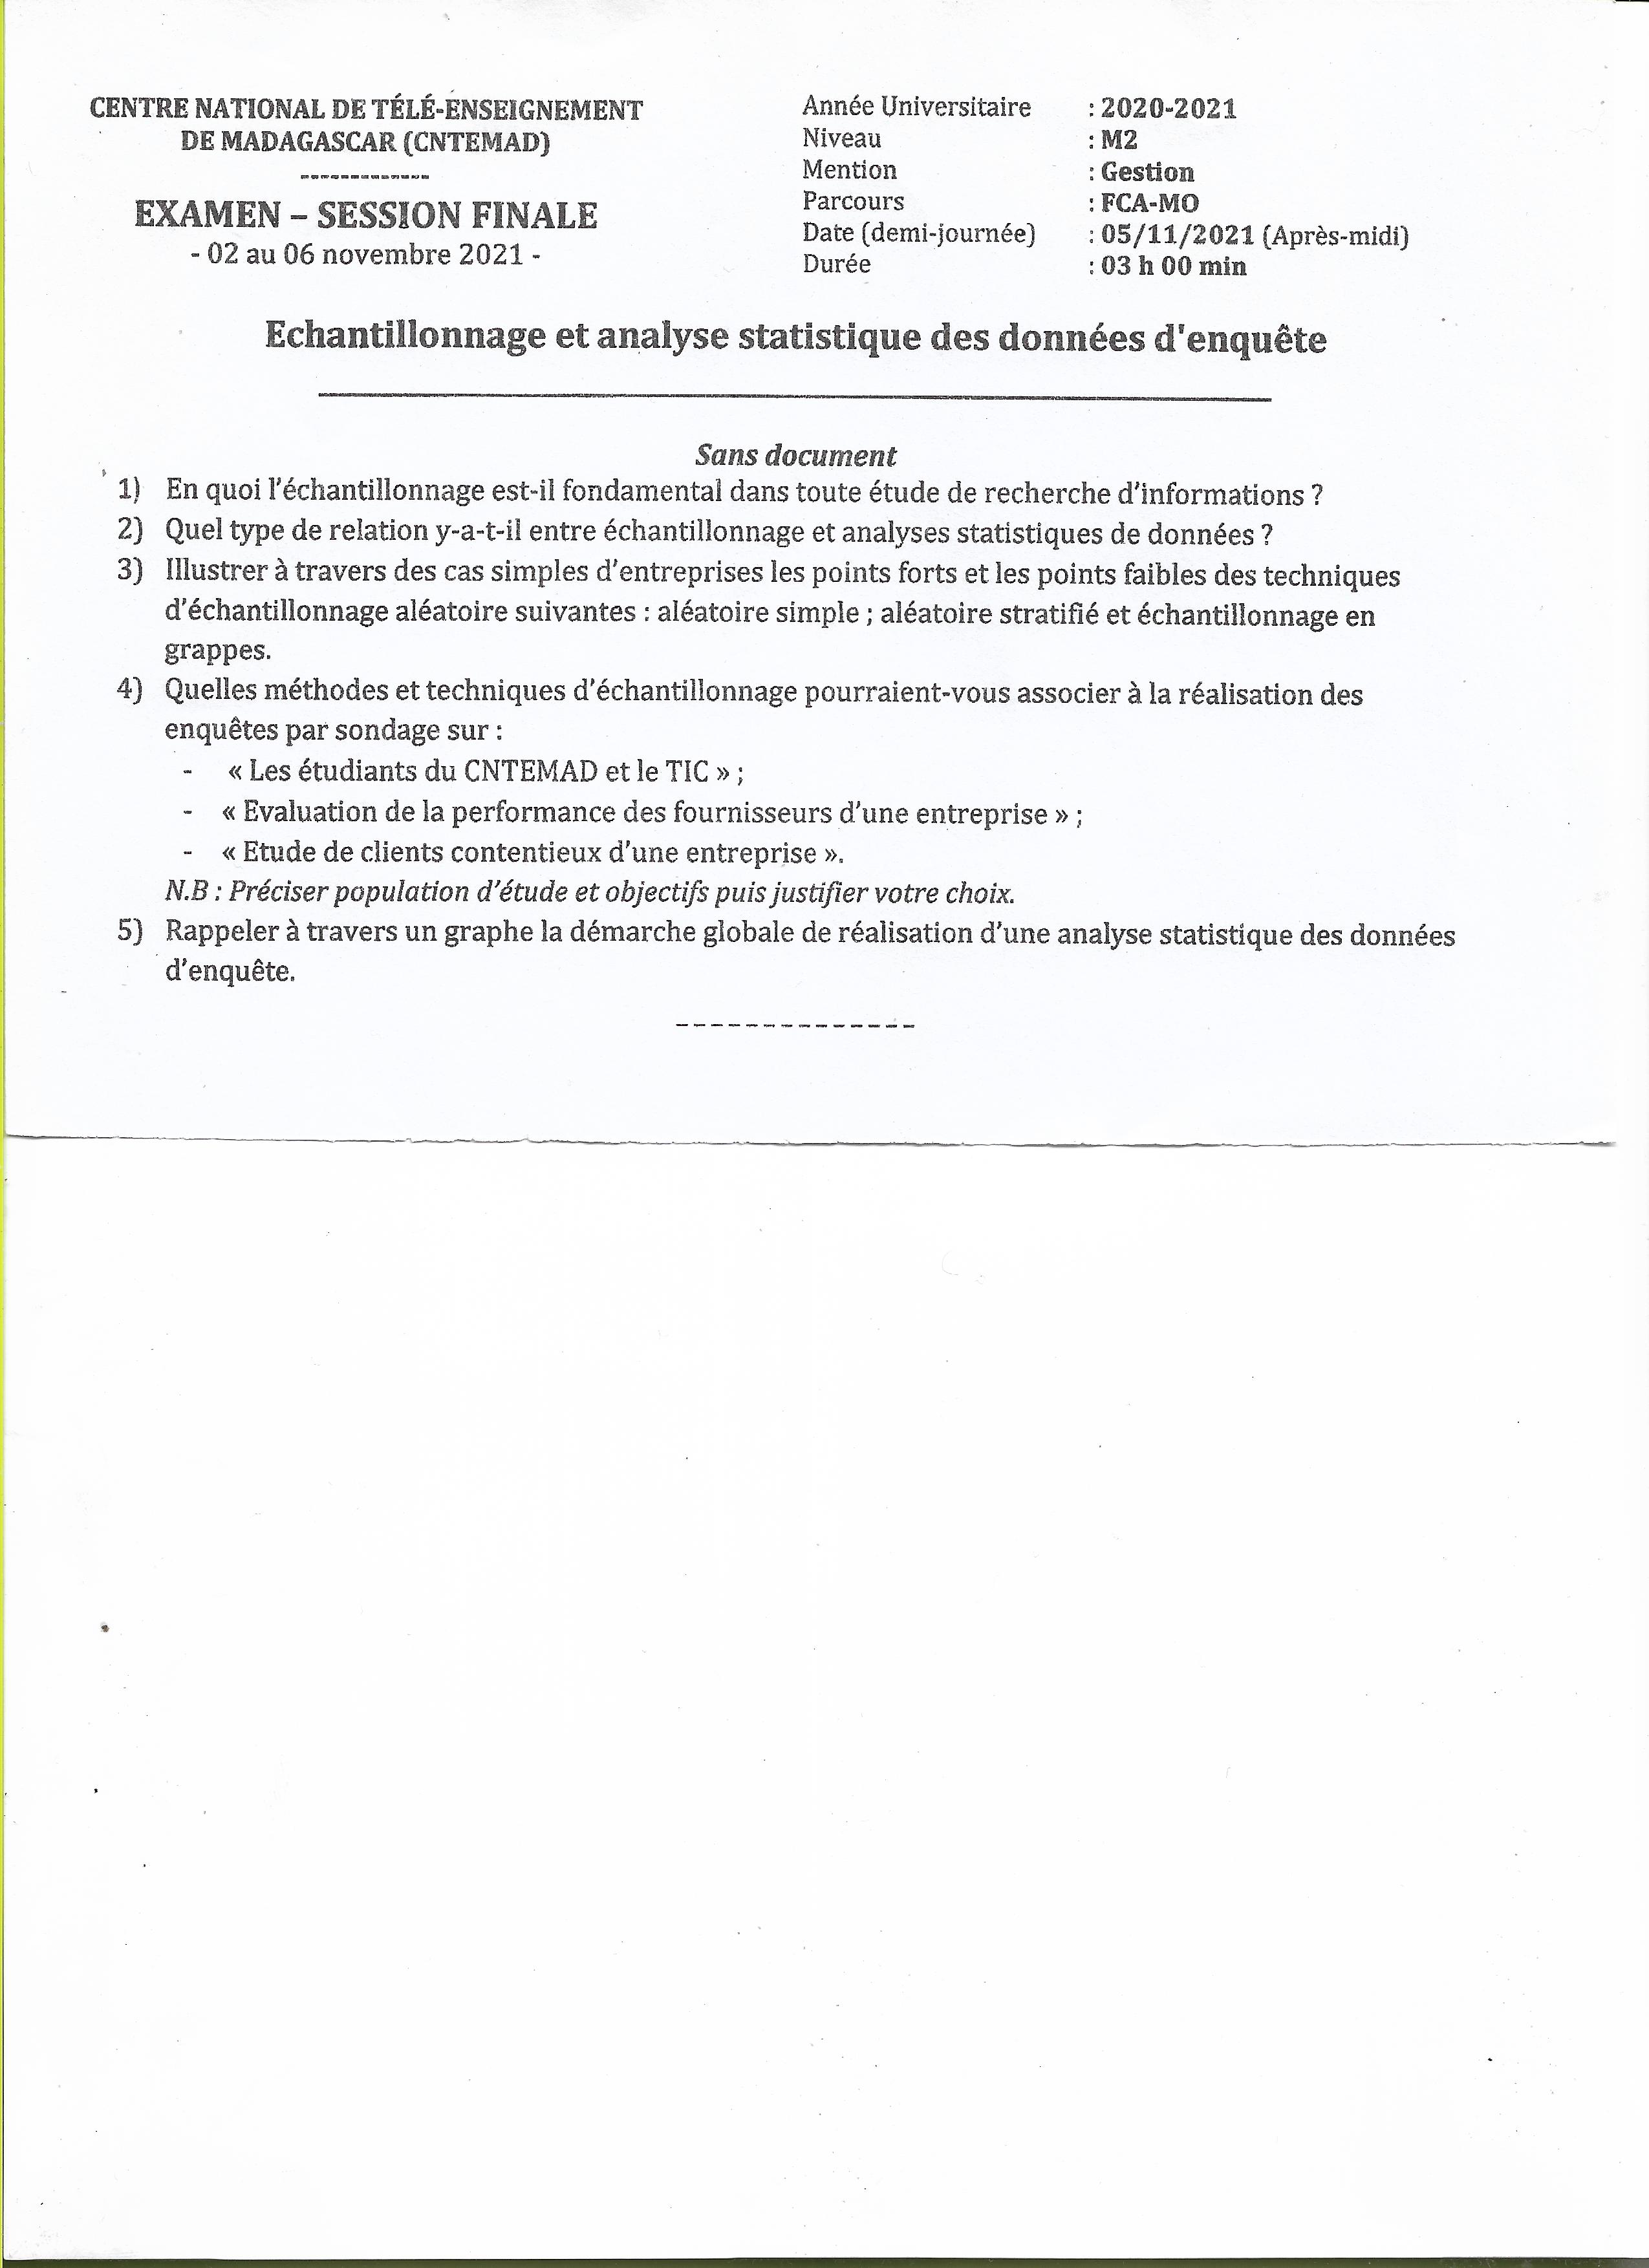 CENTRE NATIONAL DE TÉLÉ-ENSEIGNEMENT
DE MADAGASCAR (CNTEMAD)
-------------
EXAMEN – SESSION FINALE
- 02 au 06 novembre 2021 -
Année Universitaire : 2020-2021
Niveau : M2
Mention : Gestion
Parcours : FCA-MO
Date (demi-journée) : 05/11/2021 (Après-midi)
Durée : 03 h 00 min
Echantillonnage et analyse statistique des données d'enquête
Sans document
1) En quoi l'échantillonnage est-il fondamental dans toute étude de recherche d'informations ?
2) Quel type de relation y-a-t-il entre échantillonnage et analyses statistiques de données ?
3) Illustrer à travers des cas simples d'entreprises les points forts et les points faibles des techniques
d'échantillonnage aléatoire suivantes : aléatoire simple ; aléatoire stratifié et échantillonnage en
grappes.
4) Quelles méthodes et techniques d'échantillonnage pourraient-vous associer à la réalisation des
enquêtes par sondage sur :
- « Les étudiants du CNTEMAD et le TIC » ;
- « Evaluation de la performance des fournisseurs d'une entreprise » ;
- « Etude de clients contentieux d'une entreprise ».
N.B : Préciser population d'étude et objectifs puis justifier votre choix.
5) Rappeler à travers un graphe la démarche globale de réalisation d'une analyse statistique des données
d'enquête.
--------------